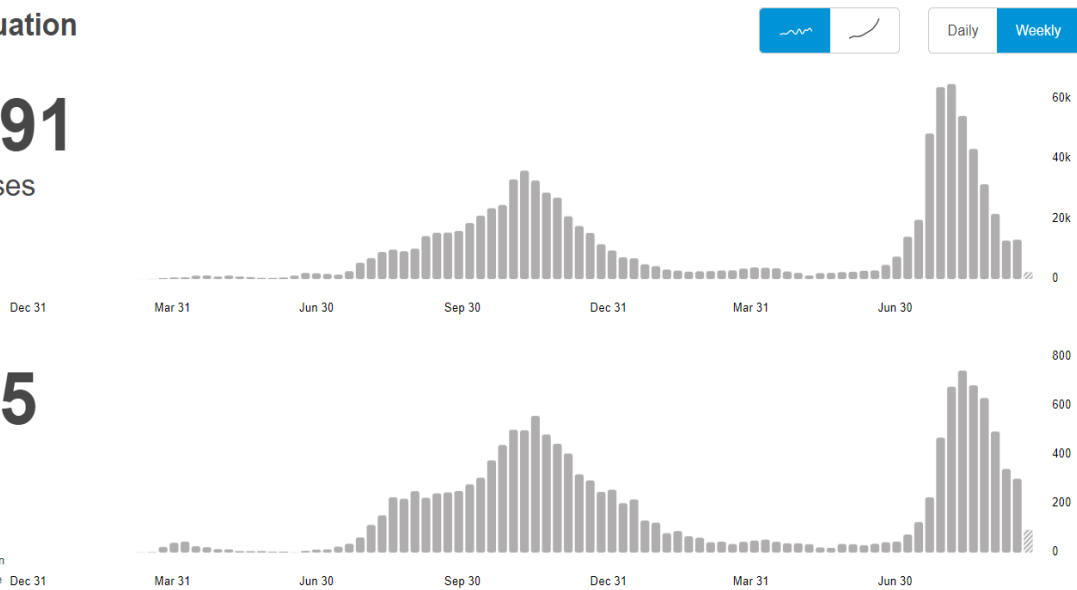 uation
Daily
Weekly
91
ses
60k
40k
20k
0
Dec 31
Mar 31
Jun 30
Sep 30
Dec 31
Mar 31
Jun 30
5
800
600
400
200
0
n
Dec 31
Mar 31
Jun 30
Sep 30
Dec 31
Mar 31
Jun 30